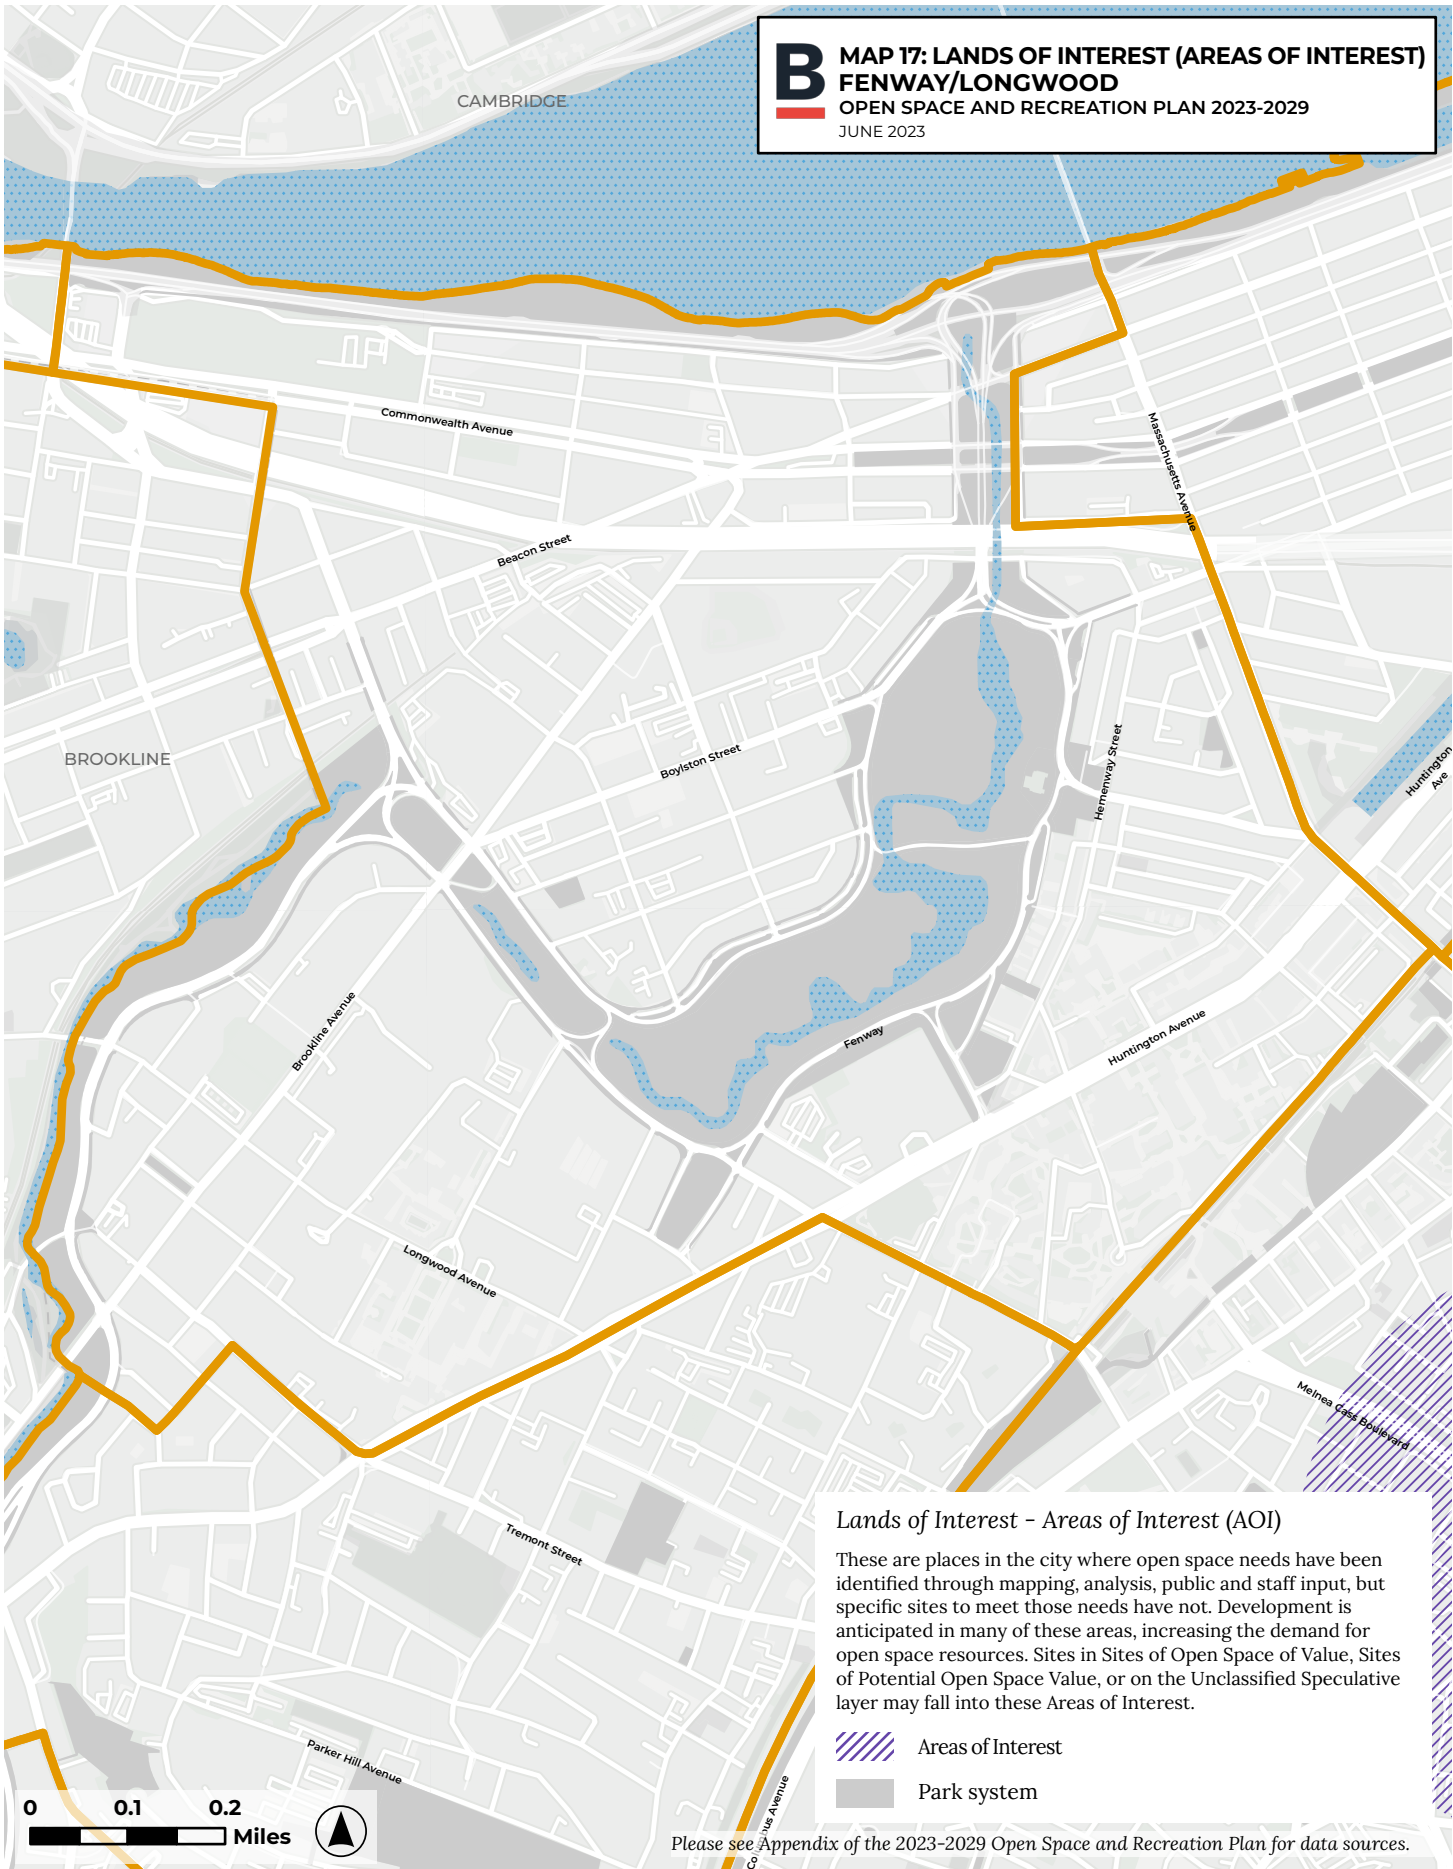 B
MAP 17: LANDS OF INTEREST (AREAS OF INTEREST)
FENWAY/LONGWOOD
OPEN SPACE AND RECREATION PLAN 2023-2029
JUNE 2023
CAMBRIDGE
Commonwealth Avenue
Massachusetts Avenue
Beacon Street
BROOKLINE
Boylston Street
Hemenway Street
Huntington
Ave
Brookline Avenue
Fenway
Huntington Avenue
Longwood Avenue
Melnea Cass Boulevard
Tremont Street
Parker Hill Avenue
Columbus Avenue
Lands of Interest - Areas of Interest (AOI)
These are places in the city where open space needs have been
identified through mapping, analysis, public and staff input, but
specific sites to meet those needs have not. Development is
anticipated in many of these areas, increasing the demand for
open space resources. Sites in Sites of Open Space of Value, Sites
of Potential Open Space Value, or on the Unclassified Speculative
layer may fall into these Areas of Interest.
Areas of Interest
Park system
0 0.1 0.2
Miles
Please see Appendix of the 2023-2029 Open Space and Recreation Plan for data sources.